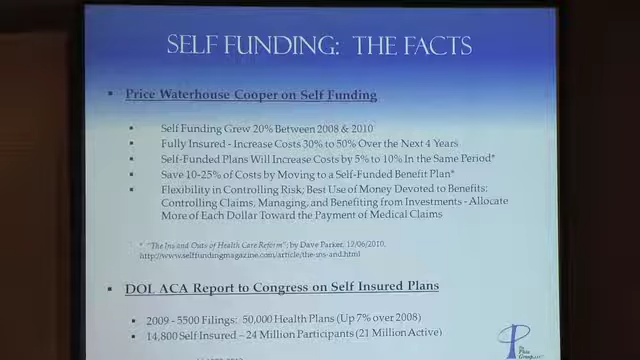 SELF FUNDING: THE FACTS
Price Waterhouse Cooper on Self Funding
Self Funding Grew 20% Between 2008 & 2010
Fully Insured - Increase Costs 30% to 50% Over the Next 4 Years
Self-Funded Plans Will Increase Costs by 5% to 10% In the Same Period*
Save 10-25% of Costs by Moving to a Self-Funded Benefit Plan*
Flexibility in Controlling Risk; Best Use of Money Devoted to Benefits:
Controlling Claims, Managing, and Benefiting from Investments - Allocate
More of Each Dollar Toward the Payment of Medical Claims
* "The Ins and Outs of Health Care Reform"; by Dave Parker, 12/06/2010,
http://www.selffundingmagazine.com/article/the-ins-and.html
DOL ACA Report to Congress on Self Insured Plans
2009 - 5500 Filings: 50,000 Health Plans (Up 7% over 2008)
14,800 Self Insured - 24 Million Participants (21 Million Active)